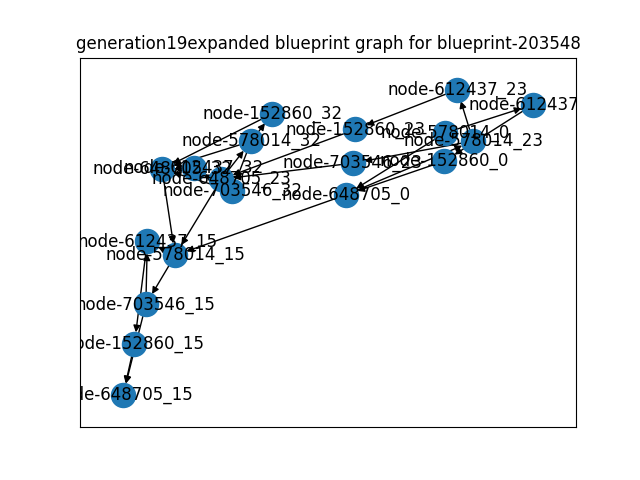 generation19expanded blueprint graph for blueprint-203548
node-612437_23
node-612437
node-152860_32
node-152860_23
node-578014_0
node-578014_32
node-578014_23
node-703546_23
node-152860_0
node-648705_32
node-612437_32
node-648705_23
node-703546_32
node-648705_0
node-612437_15
node-578014_15
node-703546_15
ode-152860_15
le-648705_15